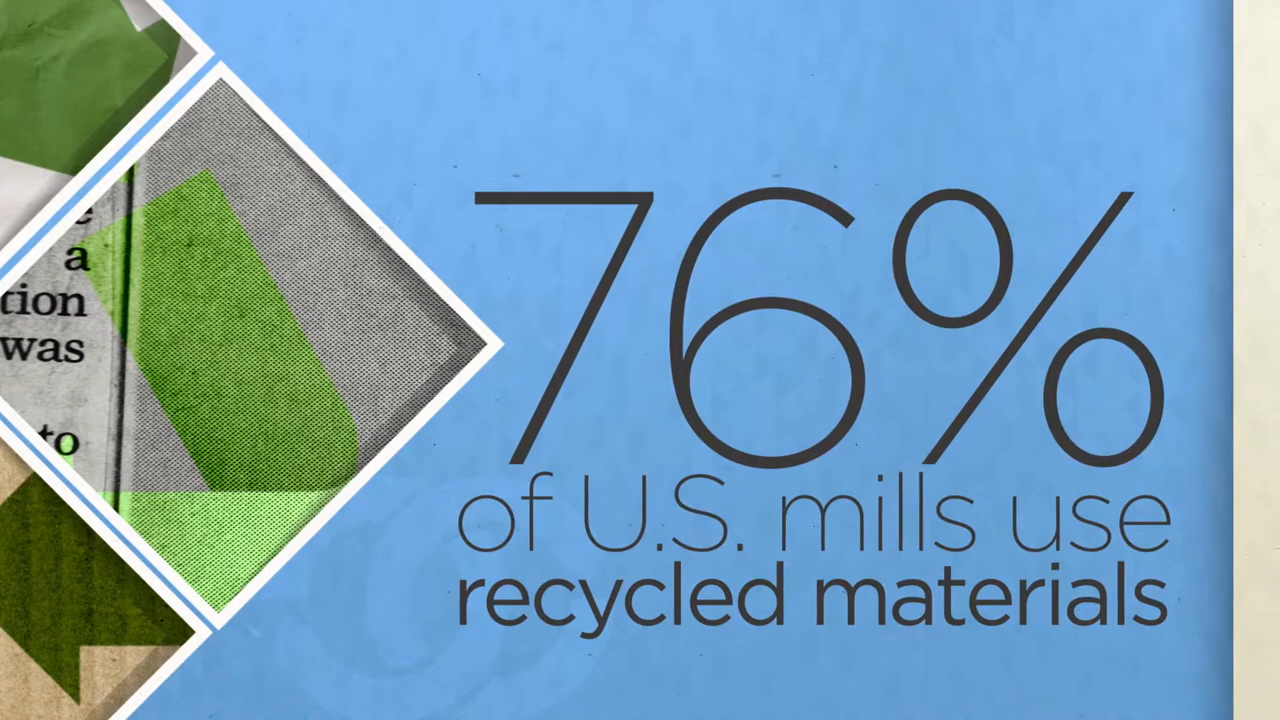 a
tion
was
to
76%
of U.S. mills use
recycled materials